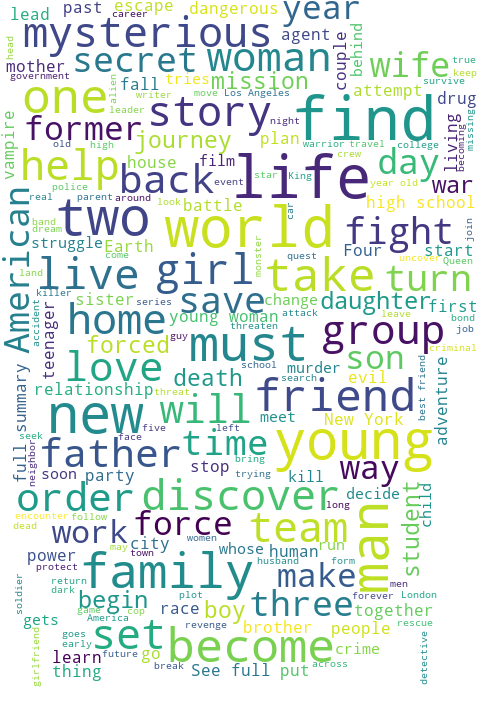 lead past escape dangerous year
head career mysterious agent couple behind
mother secret woman wife
government alien tries mission
fall move Los Angeles attempt true keep
writer survive
vampire one leader story find drug
former night living becoming missing
help journey plan warrior travel college day
old high house film back crew life war
police event star King high school
real parent around look battle year old
American band dream two world fight join
struggle come Earth monster quest car Four uncover Queen start
land live girl take turn
killer sister series save change daughter first
accident home young woman attack leave bond
teenager threaten job
forced guy must group criminal
love school son best friend adventure
relationship death search murder evil
summary threat friend
new will meet New York
seek five left
full neighbor father face time bring young
soon party stop trying kill way decide
order discover long student child
encounter work force team man
dead follow city women whose human run
power may town husband form men
protect family make
soldier return dark begin plot three forever London together
game cop race boy rescue
gets America revenge brother people
girlfriend goes early set become crime detective
learn future go across
thing break See full put